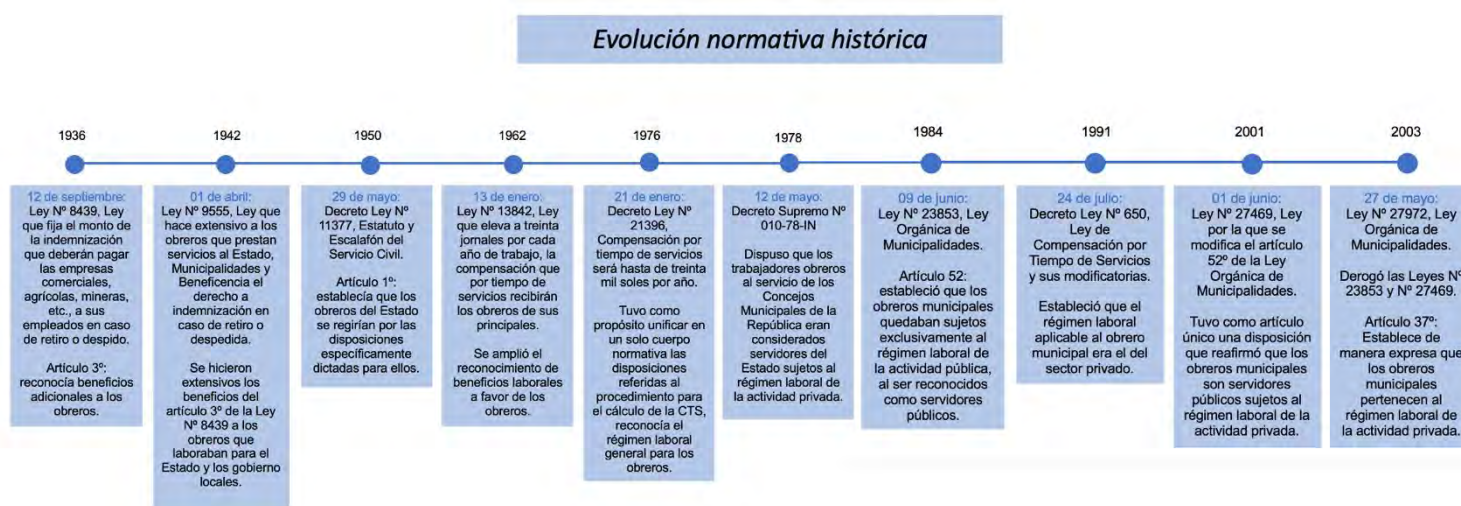 Evolución normativa histórica
1936
1942
1950
1962
1976
1978
1984
1991
2001
2003
12 de septiembre:
Ley Nº 8439, Ley
que fija el monto de
la indemnización
que deberán pagar
las empresas
comerciales,
agrícolas, mineras,
etc., a sus
empleados en caso
de retiro o despido.
Artículo 3º:
reconocía beneficios
adicionales a los
obreros.
01 de abril:
Ley Nº 9555, Ley que
hace extensivo a los
obreros que prestan
servicios al Estado,
Municipalidades y
Beneficencia el
derecho a
indemnización en
caso de retiro o
despedida.
Se hicieron
extensivos los
beneficios del
artículo 3º de la Ley
Nº 8439 a los
obreros que
laboraban para el
Estado y los gobierno
locales.
29 de mayo:
Decreto Ley Nº
11377, Estatuto y
Escalafón del
Servicio Civil.
Artículo 1º:
establecía que los
obreros del Estado
se regirían por las
disposiciones
específicamente
dictadas para ellos.
13 de enero:
Ley Nº 13842, Ley
que eleva a treinta
jornales por cada
año de trabajo, la
compensación que
por tiempo de
servicios recibirán
los obreros de sus
principales.
Se amplió el
reconocimiento de
beneficios laborales
a favor de los
obreros.
21 de enero:
Decreto Ley Nº
21396,
Compensación por
tiempo de servicios
será hasta de treinta
mil soles por año.
Tuvo como
propósito unificar en
un solo cuerpo
normativa las
disposiciones
referidas al
procedimiento para
el cálculo de la CTS,
reconocía el
régimen laboral
general para los
obreros.
12 de mayo:
Decreto Supremo Nº
010-78-IN
Dispuso que los
trabajadores obreros
al servicio de los
Concejos
Municipales de la
República eran
considerados
servidores del
Estado sujetos al
régimen laboral de
la actividad privada.
09 de junio:
Ley Nº 23853, Ley
Orgánica de
Municipalidades.
Artículo 52:
estableció que los
obreros municipales
quedaban sujetos
exclusivamente al
régimen laboral de
la actividad pública,
al ser reconocidos
como servidores
públicos.
24 de julio:
Decreto Ley Nº 650,
Ley de
Compensación por
Tiempo de Servicios
y sus modificatorias.
Estableció que el
régimen laboral
aplicable al obrero
municipal era el del
sector privado.
01 de junio:
Ley Nº 27469, Ley
por la que se
modifica el artículo
52º de la Ley
Orgánica de
Municipalidades.
Tuvo como artículo
único una disposición
que reafirmó que los
obreros municipales
son servidores
públicos sujetos al
régimen laboral de la
actividad privada.
27 de mayo:
Ley Nº 27972, Ley
Orgánica de
Municipalidades.
Derogó las Leyes Nº
23853 y Nº 27469.
Artículo 37º:
Establece de
manera expresa que
los obreros
municipales
pertenecen al
régimen laboral de
la actividad privada.